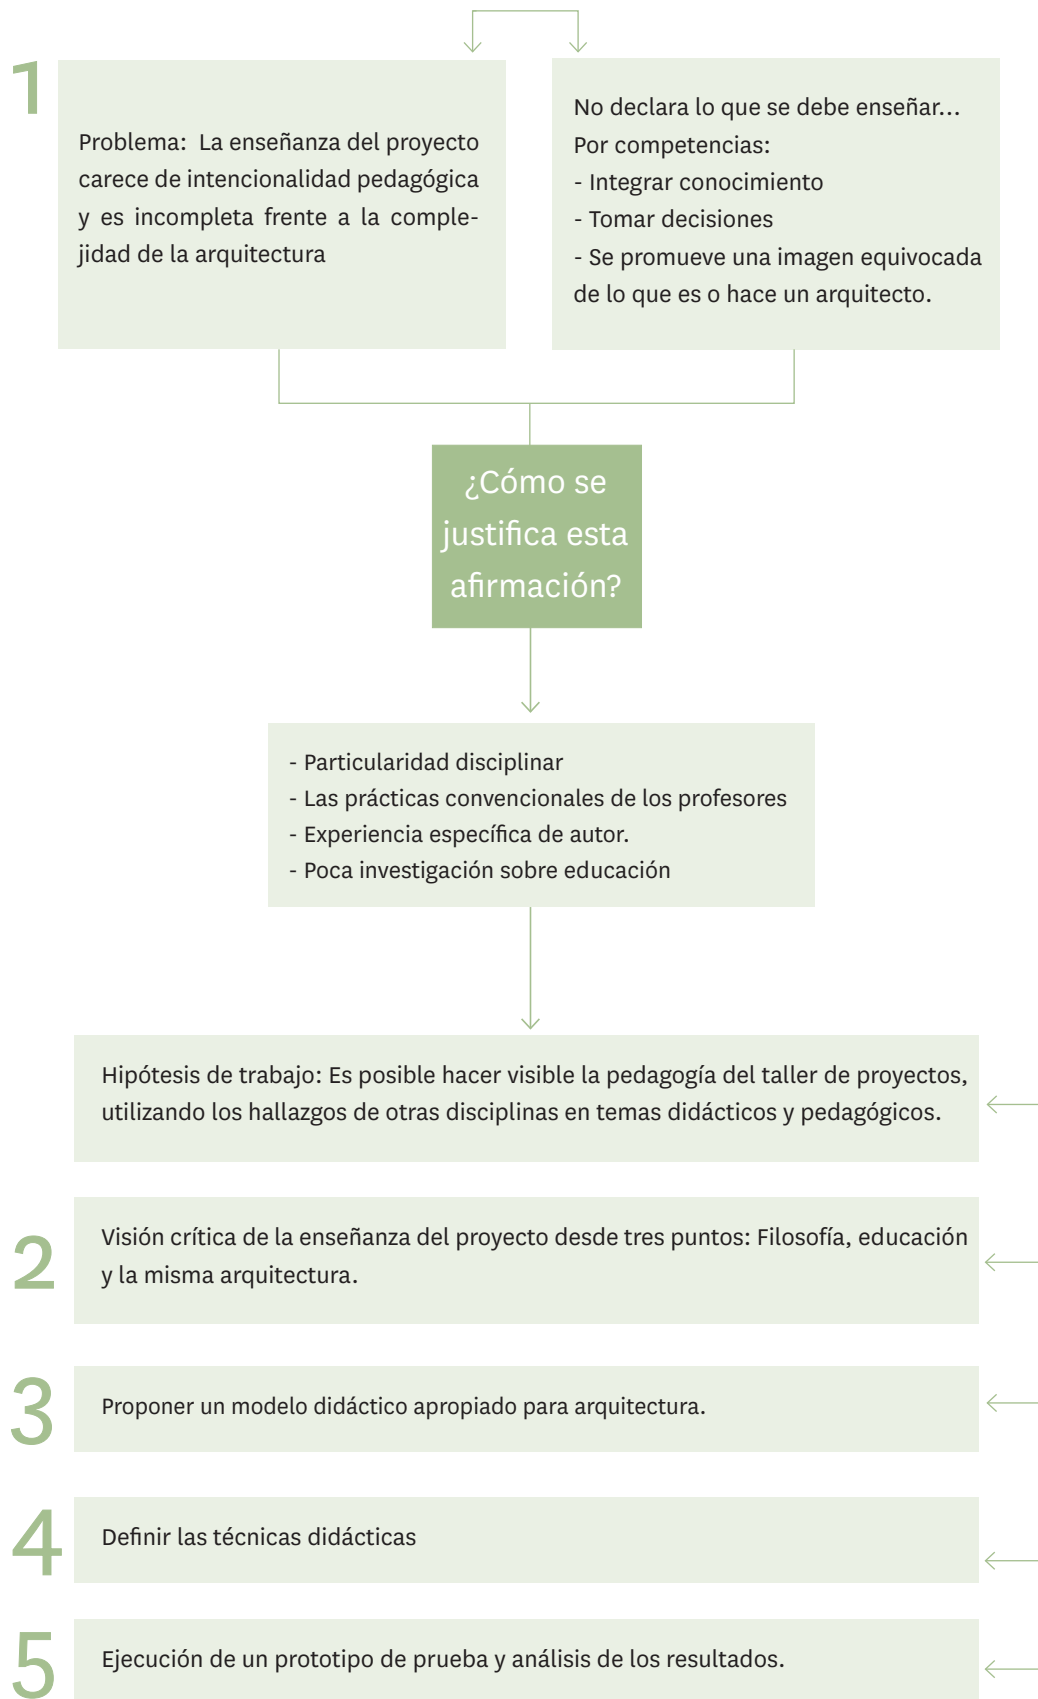 1
Problema: La enseñanza del proyecto
carece de intencionalidad pedagógica
y es incompleta frente a la comple-
jidad de la arquitectura
No declara lo que se debe enseñar...
Por competencias:
- Integrar conocimiento
- Tomar decisiones
- Se promueve una imagen equivocada
de lo que es o hace un arquitecto.
¿Cómo se
justifica esta
afirmación?
- Particularidad disciplinar
- Las prácticas convencionales de los profesores
- Experiencia específica de autor.
- Poca investigación sobre educación
Hipótesis de trabajo: Es posible hacer visible la pedagogía del taller de proyectos,
utilizando los hallazgos de otras disciplinas en temas didácticos y pedagógicos.
2
Visión crítica de la enseñanza del proyecto desde tres puntos: Filosofía, educación
y la misma arquitectura.
3
Proponer un modelo didáctico apropiado para arquitectura.
4
Definir las técnicas didácticas
5
Ejecución de un prototipo de prueba y análisis de los resultados.